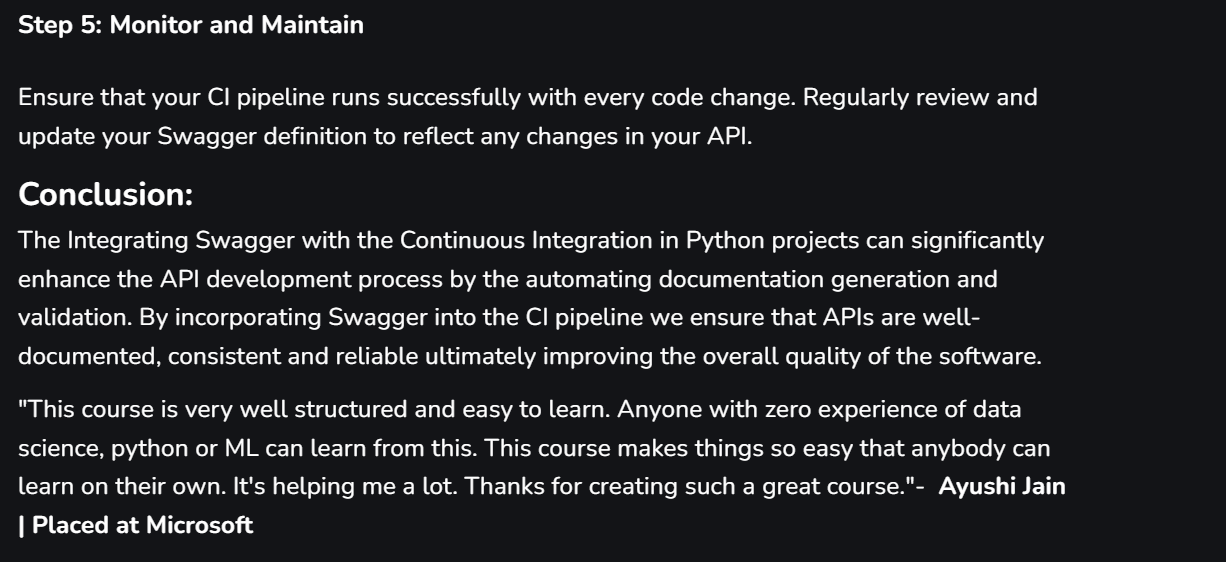 Step 5: Monitor and Maintain
Ensure that your CI pipeline runs successfully with every code change. Regularly review and
update your Swagger definition to reflect any changes in your API.
Conclusion:
The Integrating Swagger with the Continuous Integration in Python projects can significantly
enhance the API development process by the automating documentation generation and
validation. By incorporating Swagger into the CI pipeline we ensure that APIs are well-
documented, consistent and reliable ultimately improving the overall quality of the software.
"This course is very well structured and easy to learn. Anyone with zero experience of data
science, python or ML can learn from this. This course makes things so easy that anybody can
learn on their own. It's helping me a lot. Thanks for creating such a great course."-  Ayushi Jain
| Placed at Microsoft